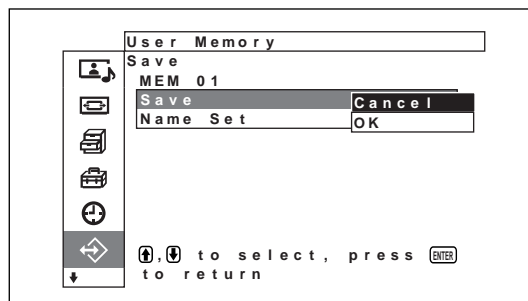 User Memory
Save
MEM 01
Save Cancel
Name Set OK
, to select, press ENTER
to return